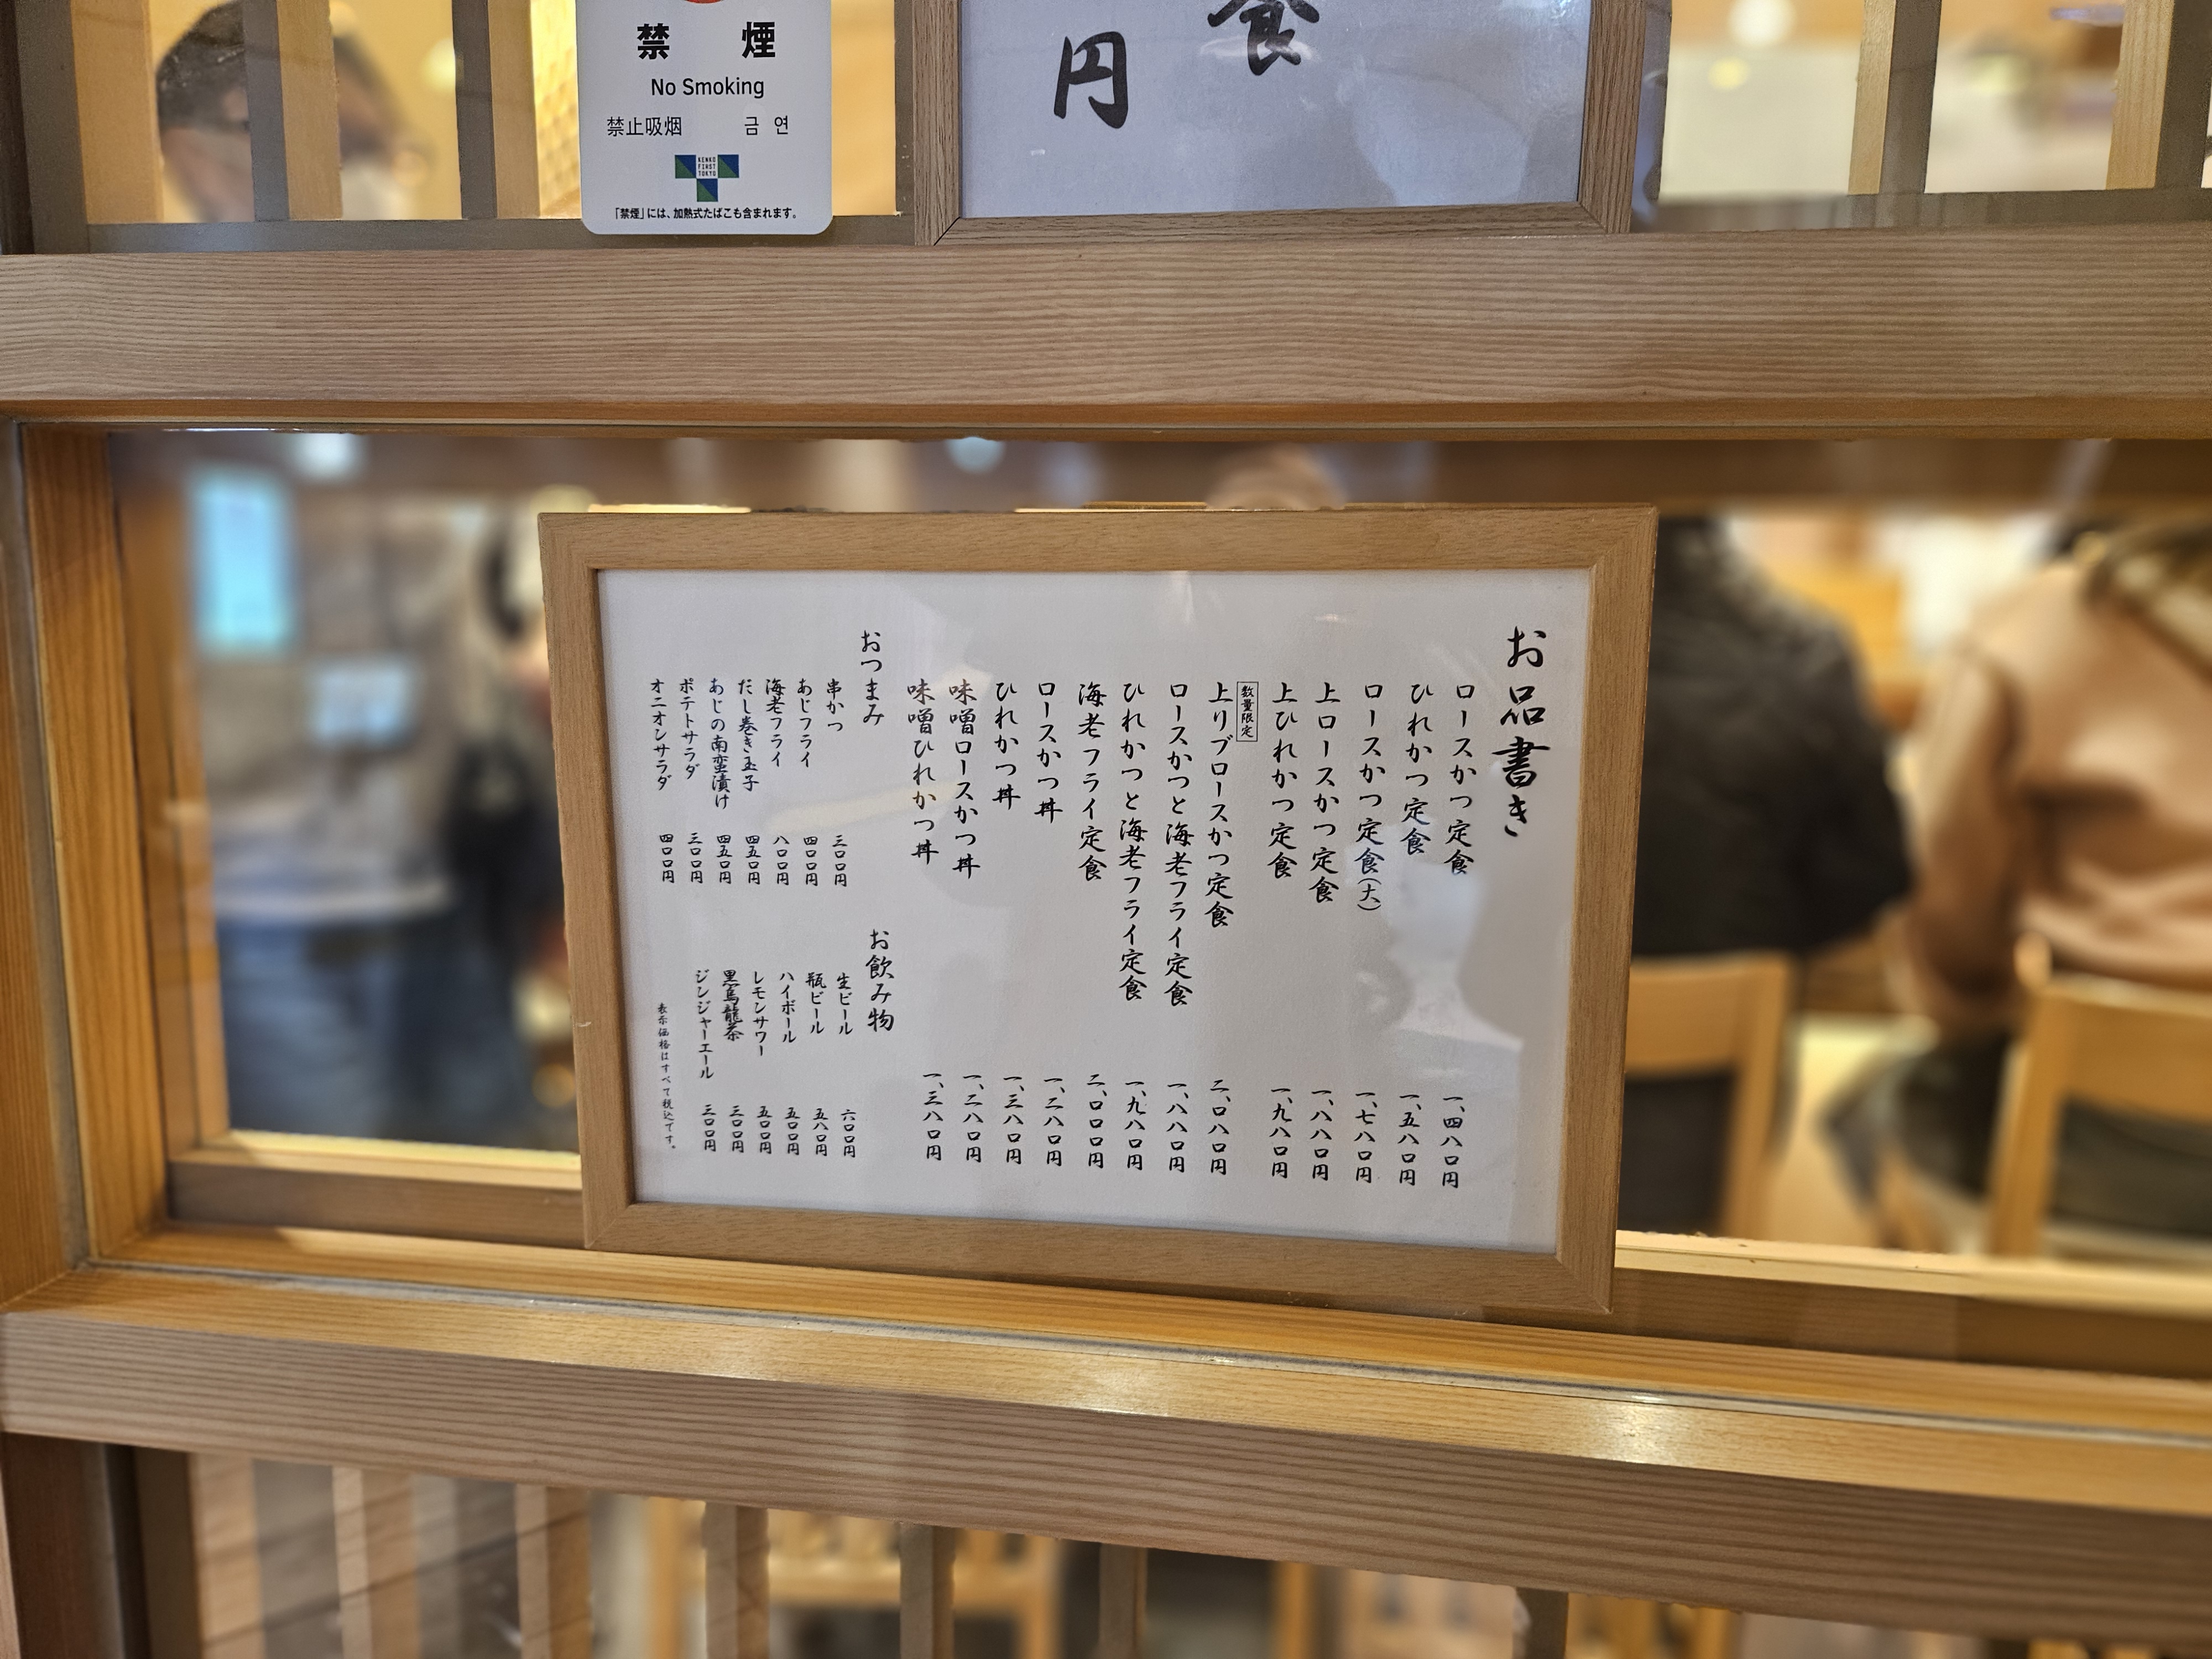 禁煙
No Smoking
禁止吸烟 금연
KENKO
FIRST
TOKYO
「禁煙」には、加熱式たばこも含まれます。
食
円
お品書き
ロースかつ定食 一、四八〇円
ひれかつ定食 一、五八〇円
ロースかつ定食(大) 一、七八〇円
上ロースかつ定食 一、八八〇円
上ひれかつ定食 一、九八〇円
数量限定
上リブロースかつ定食 二、〇八〇円
ロースかつと海老フライ定食 一、八八〇円
ひれかつと海老フライ定食 一、九八〇円
海老フライ定食 二、〇〇〇円
ロースかつ丼 一、二八〇円
ひれかつ丼 一、三八〇円
味噌ロースかつ丼 一、二八〇円
味噌ひれかつ丼 一、三八〇円
おつまみ
串かつ 三〇〇円
あじフライ 四〇〇円
海老フライ 八〇〇円
だし巻き玉子 四五〇円
あじの南蛮漬け 四五〇円
ポテトサラダ 三〇〇円
オニオンサラダ 四〇〇円
お飲み物
生ビール 六〇〇円
瓶ビール 五八〇円
ハイボール 五〇〇円
レモンサワー 五〇〇円
黒烏龍茶 三〇〇円
ジンジャーエール 三〇〇円
表示価格はすべて税込です。